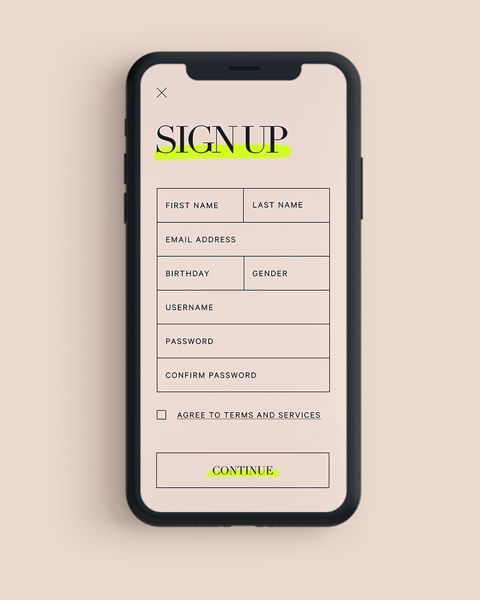 SIGN UP
FIRST NAME LAST NAME
EMAIL ADDRESS
BIRTHDAY GENDER
USERNAME
PASSWORD
CONFIRM PASSWORD
AGREE TO TERMS AND SERVICES
CONTINUE